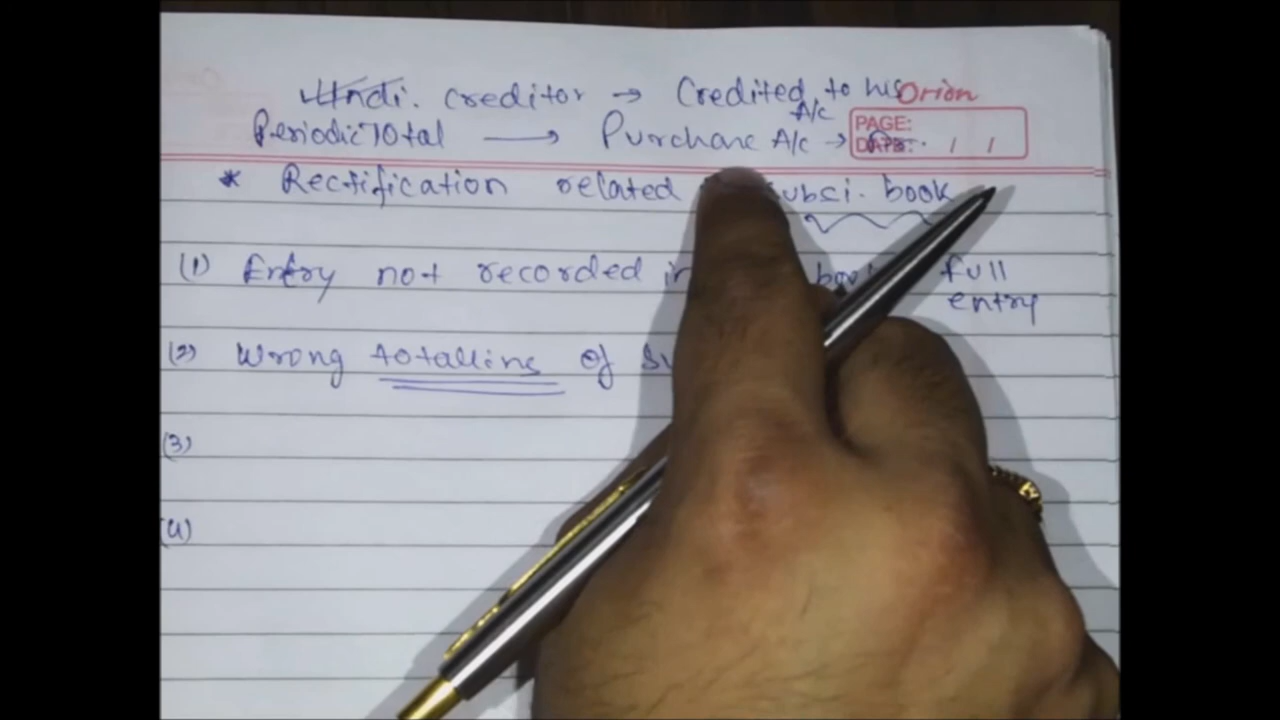 creditor → Credited to his Orion
A/c
Periodic Total → Purchase A/c → PAGE:
DATE: / /
* Rectification related subsi. book
(1) Entry not recorded in full
entry
(2) Wrong totalling of
(3)
(4)